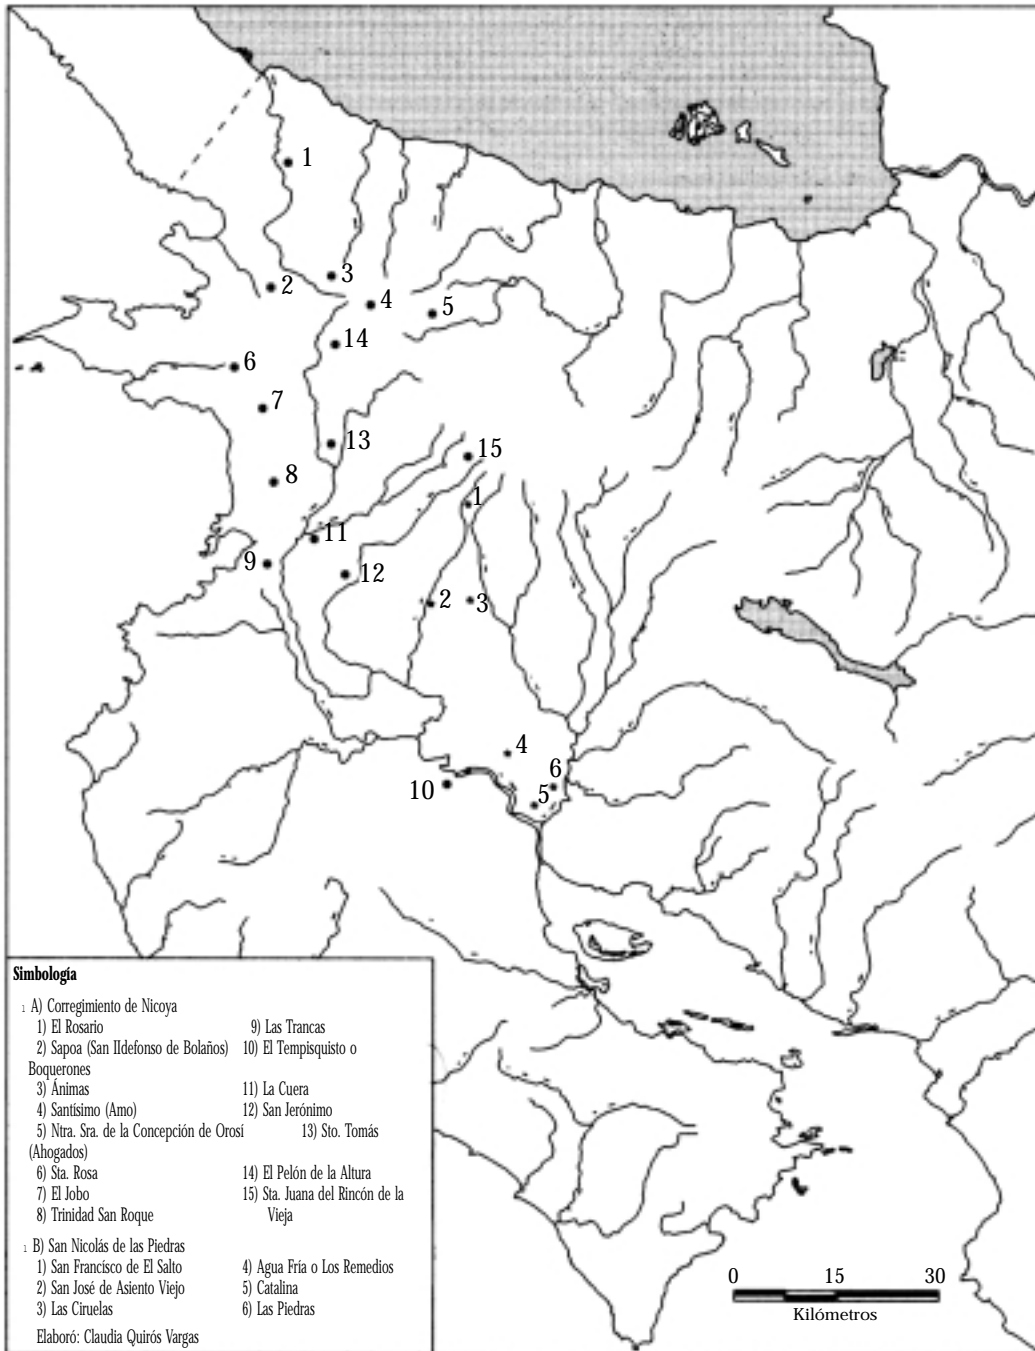 1
3
2
4
5
14
6
7
13
15
8
1
11
9
12
2
3
4
6
10
5
Simbología
1 A) Corregimiento de Nicoya
1) El Rosario 9) Las Trancas
2) Sapoa (San Ildefonso de Bolaños) 10) El Tempisquisto o
Boquerones
3) Ánimas 11) La Cuera
4) Santísimo (Amo) 12) San Jerónimo
5) Ntra. Sra. de la Concepción de Orosí 13) Sto. Tomás
(Ahogados)
6) Sta. Rosa 14) El Pelón de la Altura
7) El Jobo 15) Sta. Juana del Rincón de la
8) Trinidad San Roque Vieja
1 B) San Nicolás de las Piedras
1) San Francisco de El Salto 4) Agua Fría o Los Remedios
2) San José de Asiento Viejo 5) Catalina
3) Las Ciruelas 6) Las Piedras
Elaboró: Claudia Quirós Vargas
0 15 30
Kilómetros